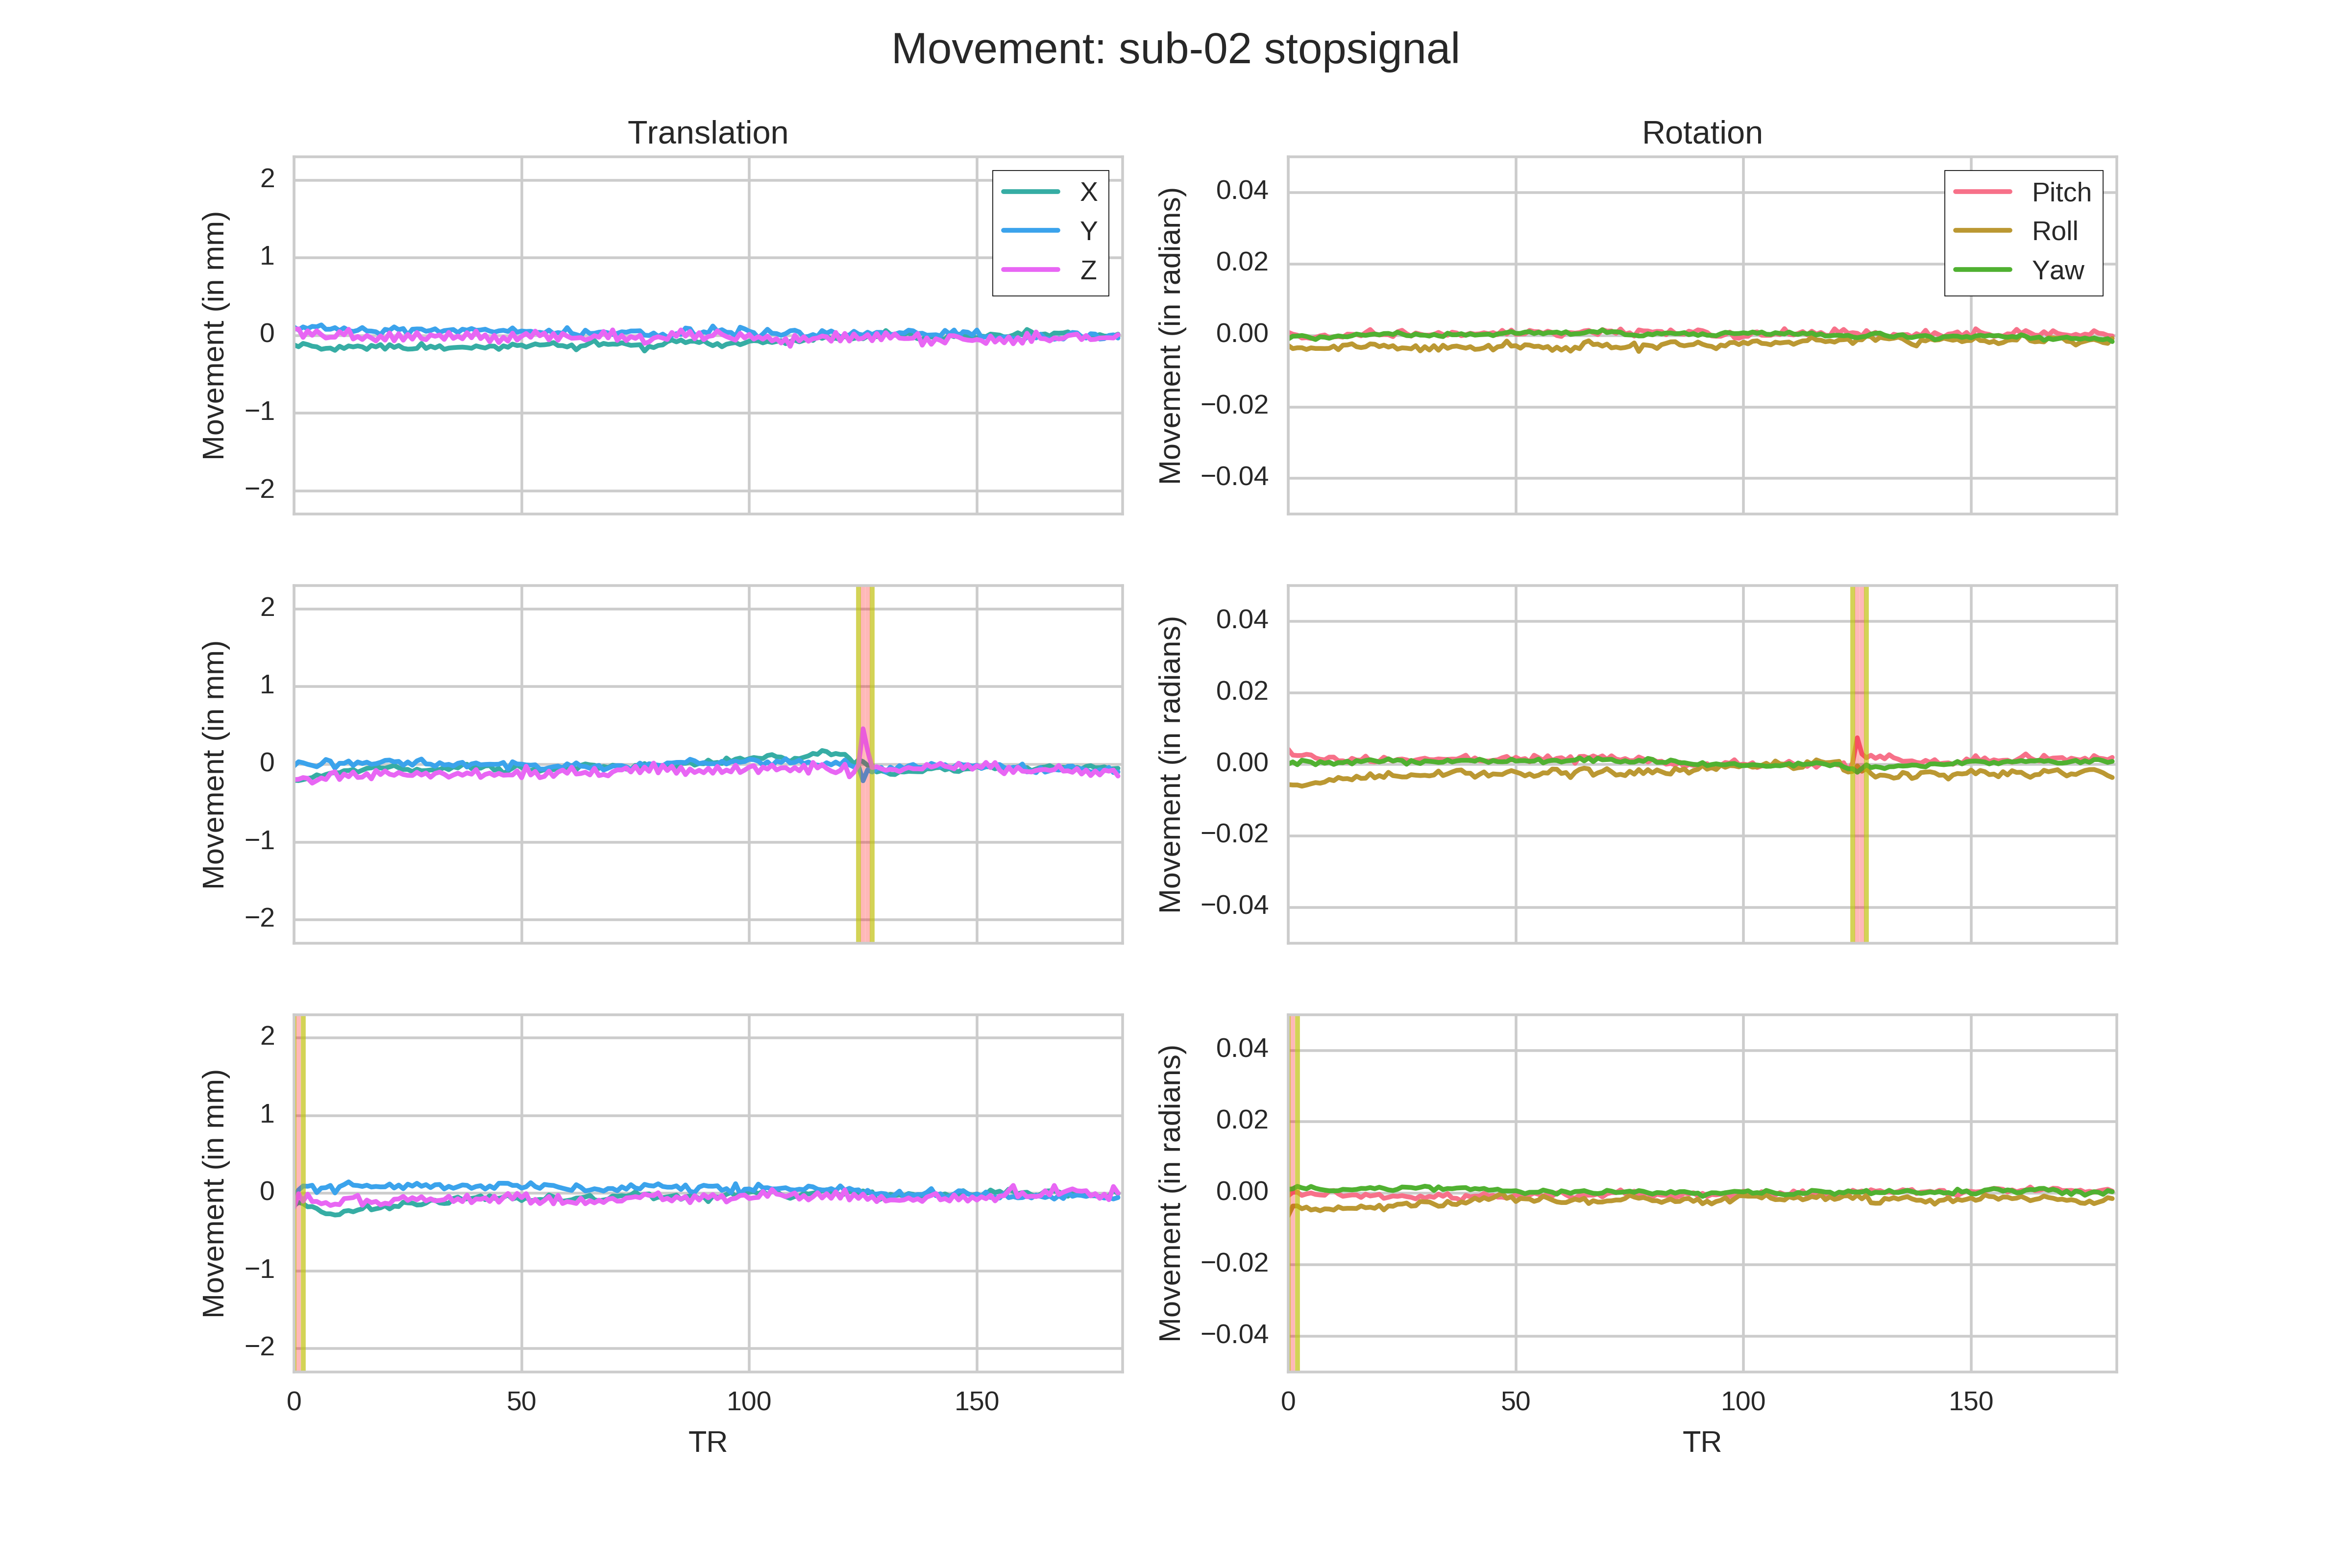 Movement: sub-02 stopsignal
Translation
Rotation
Movement (in mm)
2
1
0
−1
−2
X
Y
Z
Movement (in radians)
0.04
0.02
0.00
−0.02
−0.04
Pitch
Roll
Yaw
Movement (in mm)
2
1
0
−1
−2
Movement (in radians)
0.04
0.02
0.00
−0.02
−0.04
Movement (in mm)
2
1
0
−1
−2
0 50 100 150
TR
Movement (in radians)
0.04
0.02
0.00
−0.02
−0.04
0 50 100 150
TR